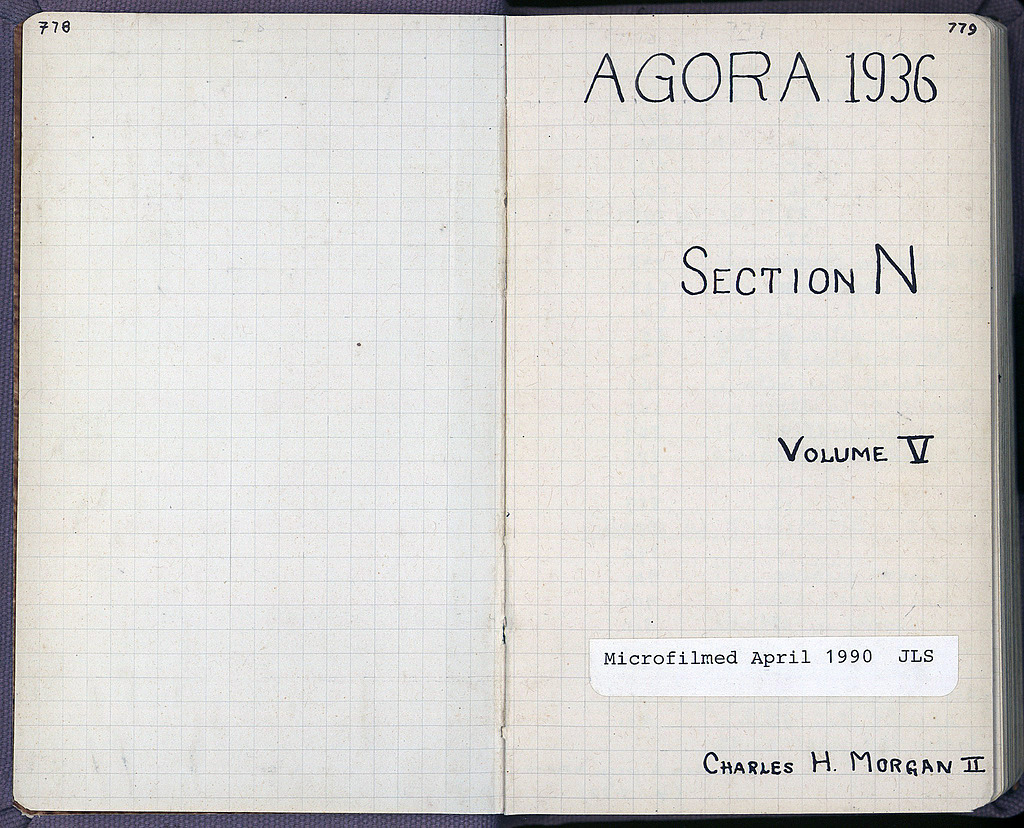 778
779
AGORA 1936
SECTION N
VOLUME V
Microfilmed April 1990 JLS
CHARLES H. MORGAN II